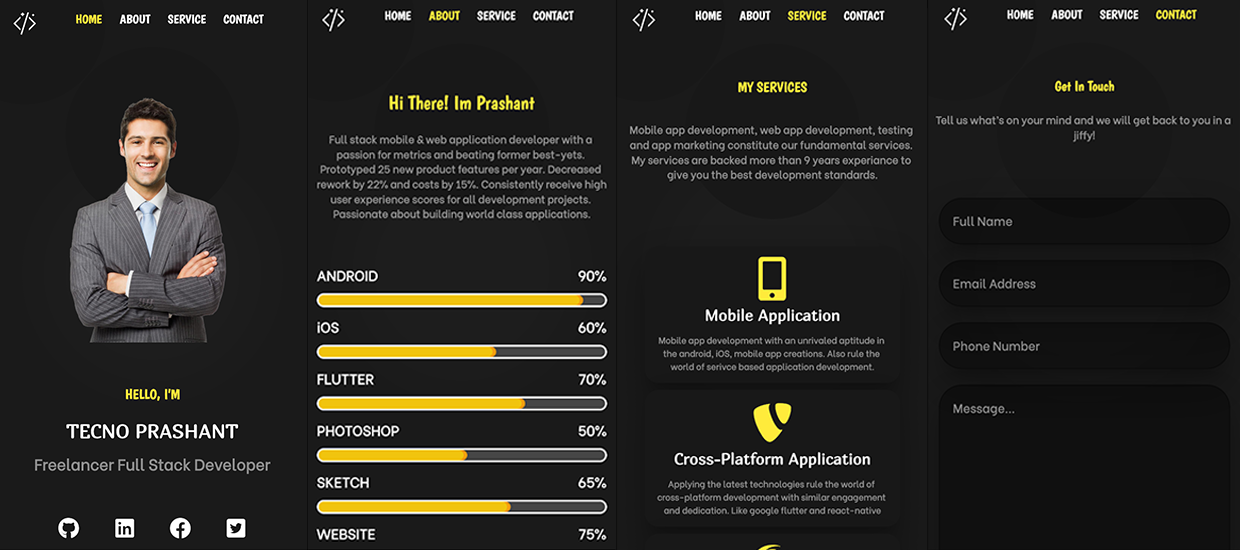 HOME ABOUT SERVICE CONTACT
HELLO, I'M
TECNO PRASHANT
Freelancer Full Stack Developer
HOME ABOUT SERVICE CONTACT
Hi There! Im Prashant
Full stack mobile & web application developer with a
passion for metrics and beating former best-yets.
Prototyped 25 new product features per year. Decreased
rework by 22% and costs by 15%. Consistently receive high
user experience scores for all development projects.
Passionate about building world class applications.
ANDROID 90%
iOS 60%
FLUTTER 70%
PHOTOSHOP 50%
SKETCH 65%
WEBSITE 75%
HOME ABOUT SERVICE CONTACT
MY SERVICES
Mobile app development, web app development, testing
and app marketing constitute our fundamental services.
My services are backed more than 9 years experiance to
give you the best development standards.
Mobile Application
Mobile app development with an unrivaled aptitude in
the android, iOS, mobile app creations. Also rule the
world of serivce based application development.
Cross-Platform Application
Applying the latest technologies rule the world of
cross-platform development with similar engagement
and dedication. Like google flutter and react-native
HOME ABOUT SERVICE CONTACT
Get In Touch
Tell us what's on your mind and we will get back to you in a
jiffy!
Full Name
Email Address
Phone Number
Message...